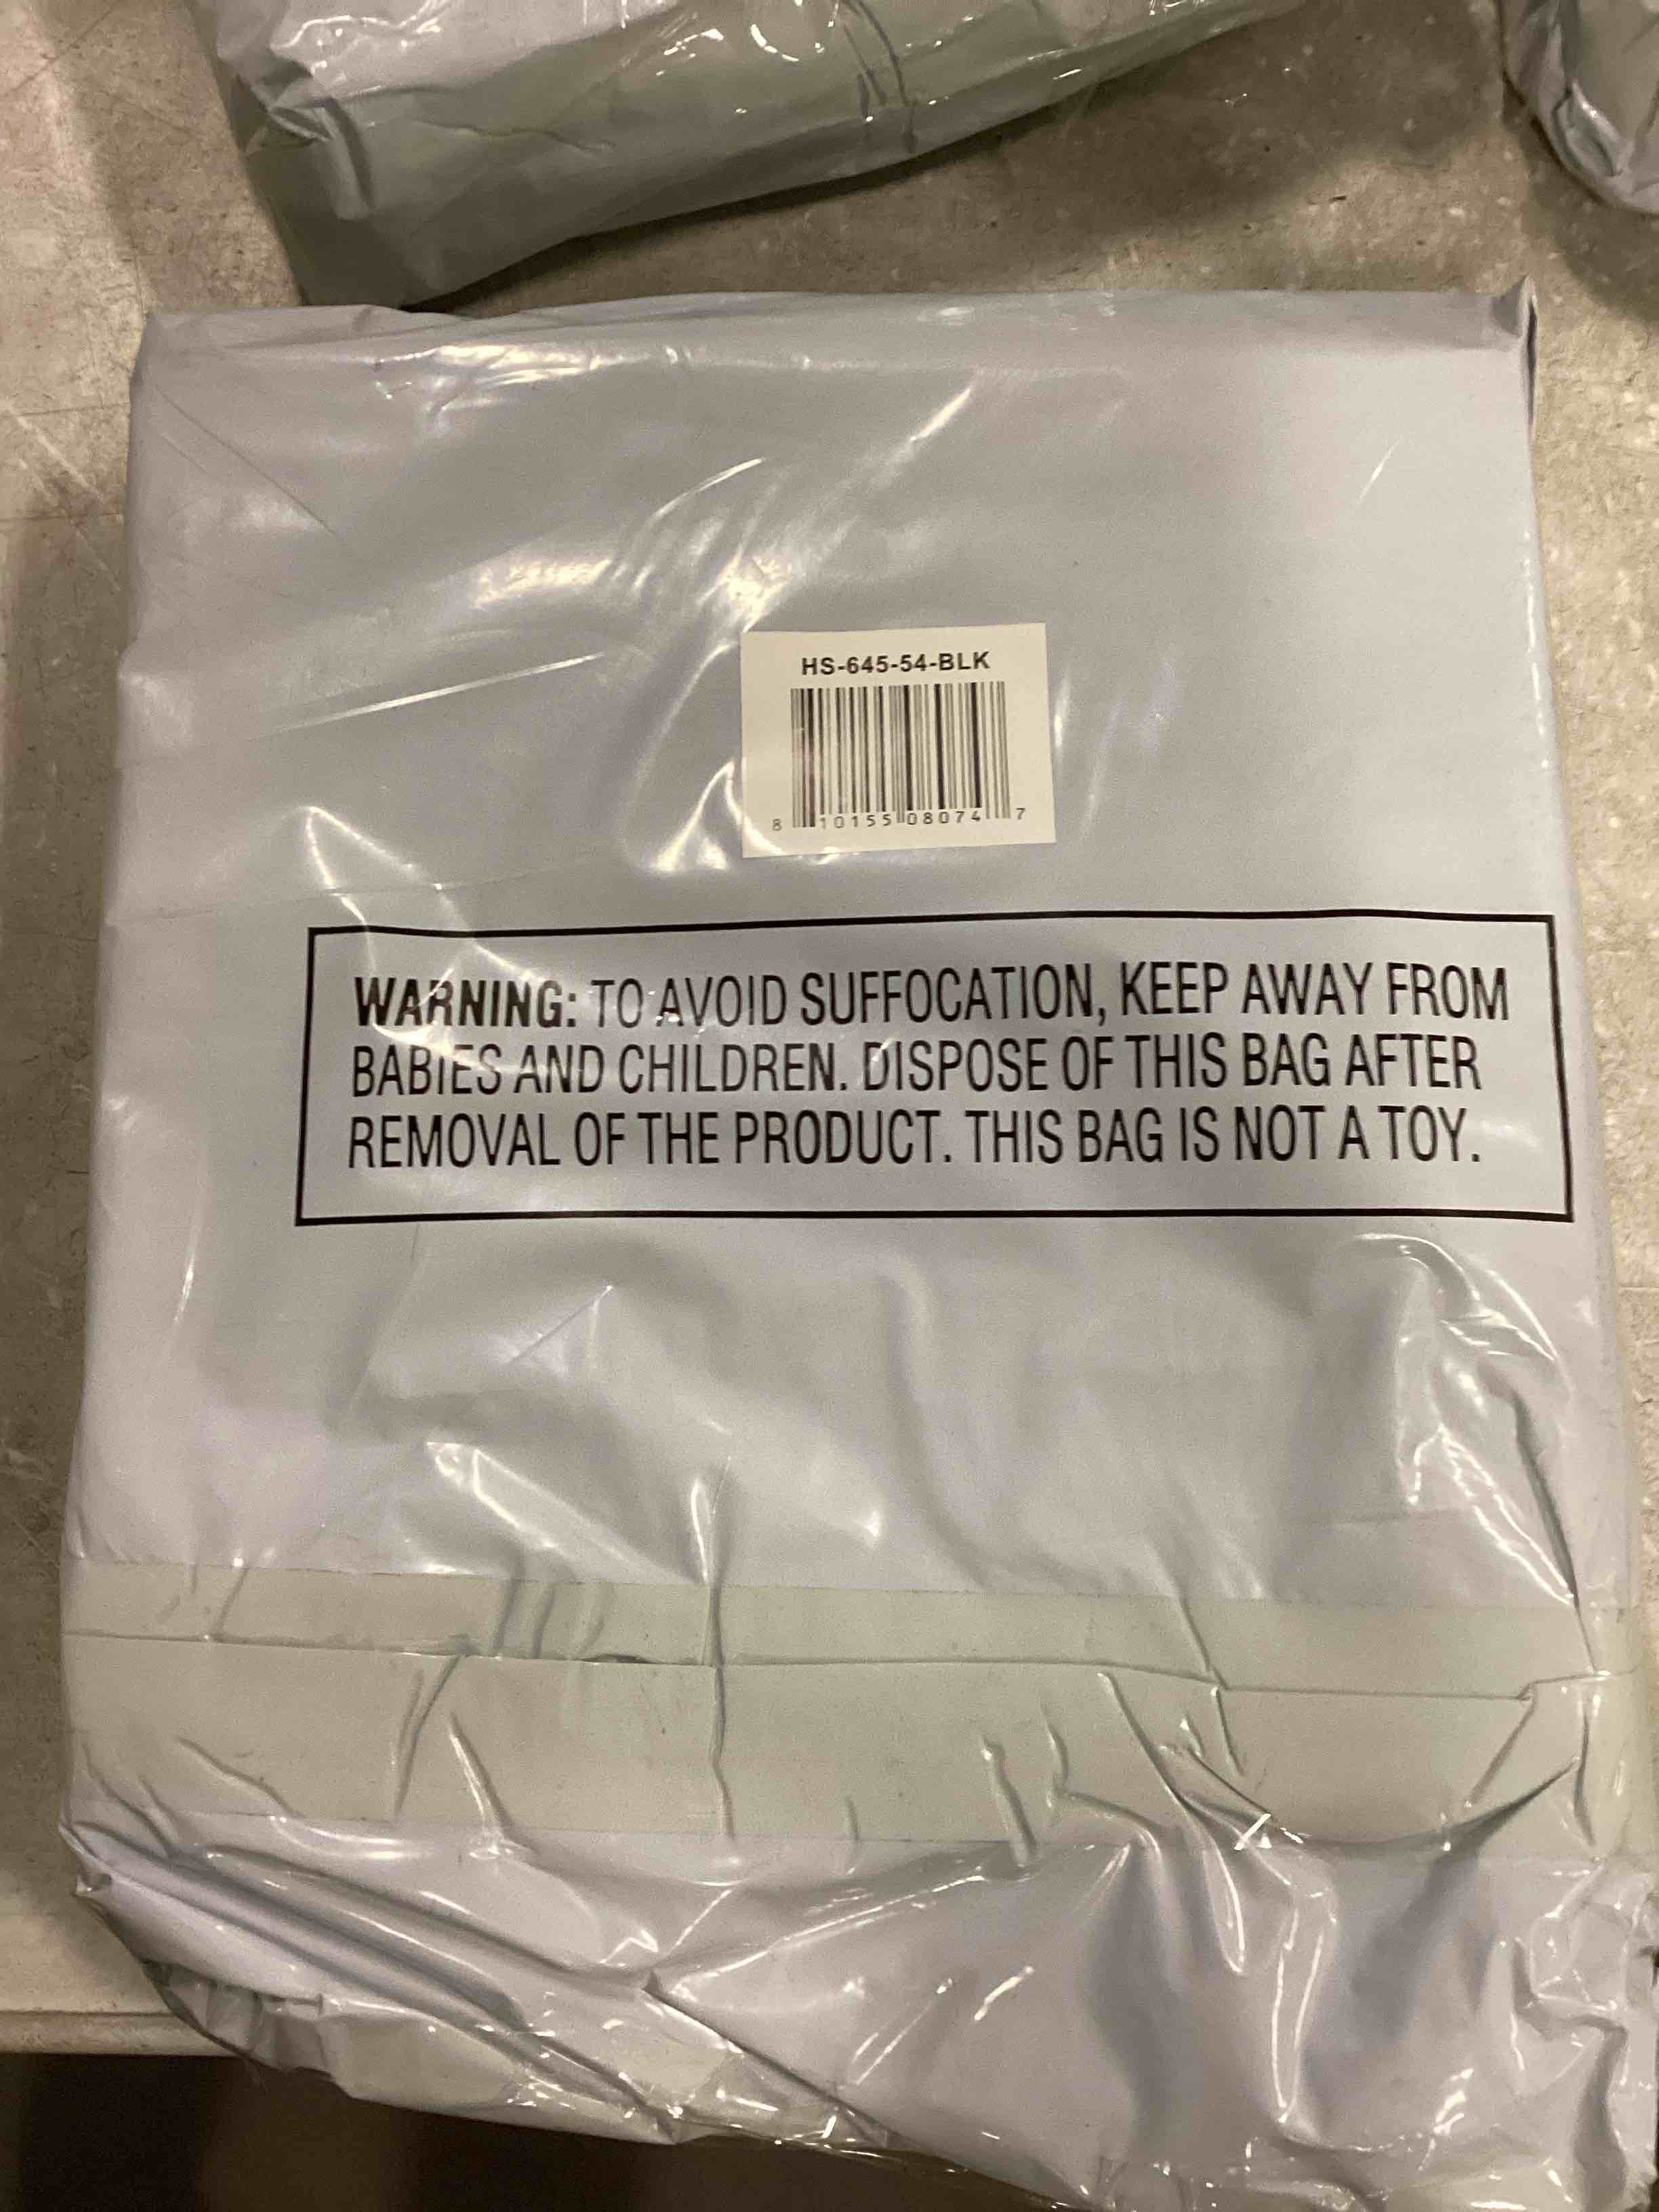 HS-645-54-BLK
8 10155 08074 7
WARNING: TO AVOID SUFFOCATION, KEEP AWAY FROM
BABIES AND CHILDREN. DISPOSE OF THIS BAG AFTER
REMOVAL OF THE PRODUCT. THIS BAG IS NOT A TOY.